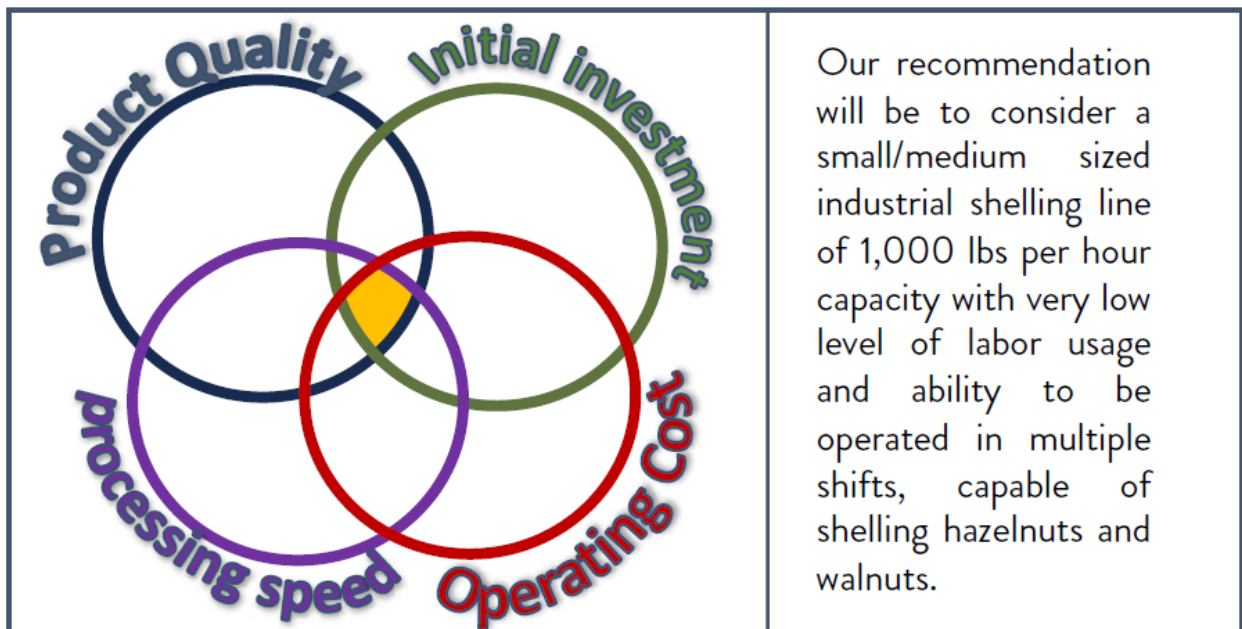 Product Quality
Initial investment
processing speed
Operating Cost
Our recommendation
will be to consider a
small/medium sized
industrial shelling line
of 1,000 lbs per hour
capacity with very low
level of labor usage
and ability to be
operated in multiple
shifts, capable of
shelling hazelnuts and
walnuts.